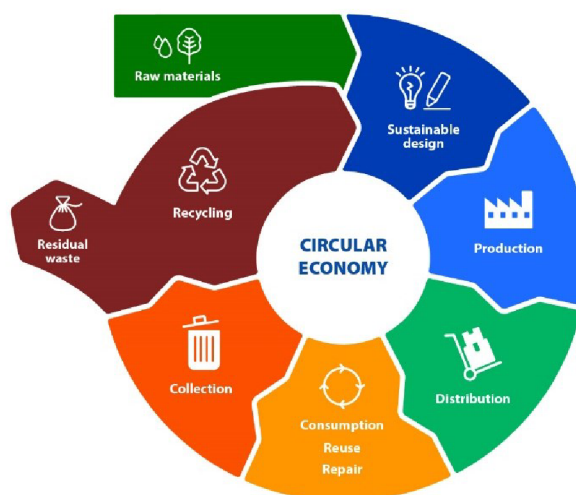 Raw materials
Sustainable
design
Production
Distribution
Consumption
Reuse
Repair
Collection
Recycling
Residual
waste
CIRCULAR
ECONOMY